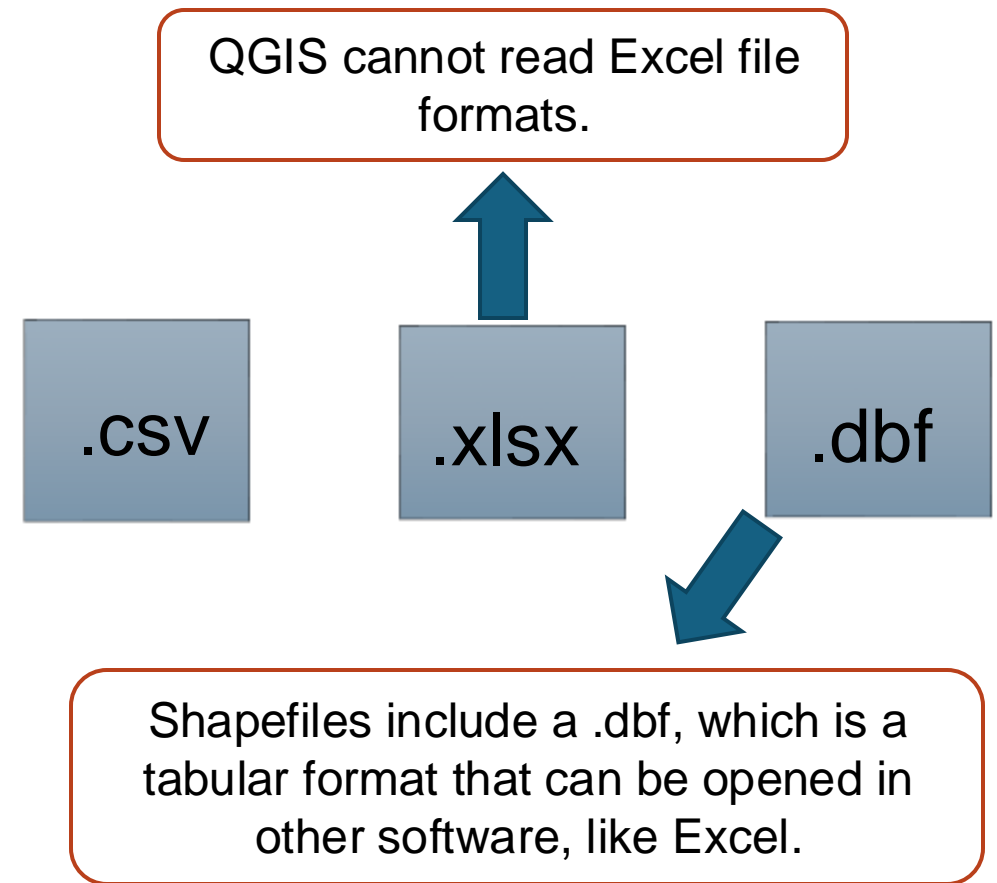 QGIS cannot read Excel file
formats.
.csv
.xlsx
.dbf
Shapefiles include a .dbf, which is a
tabular format that can be opened in
other software, like Excel.